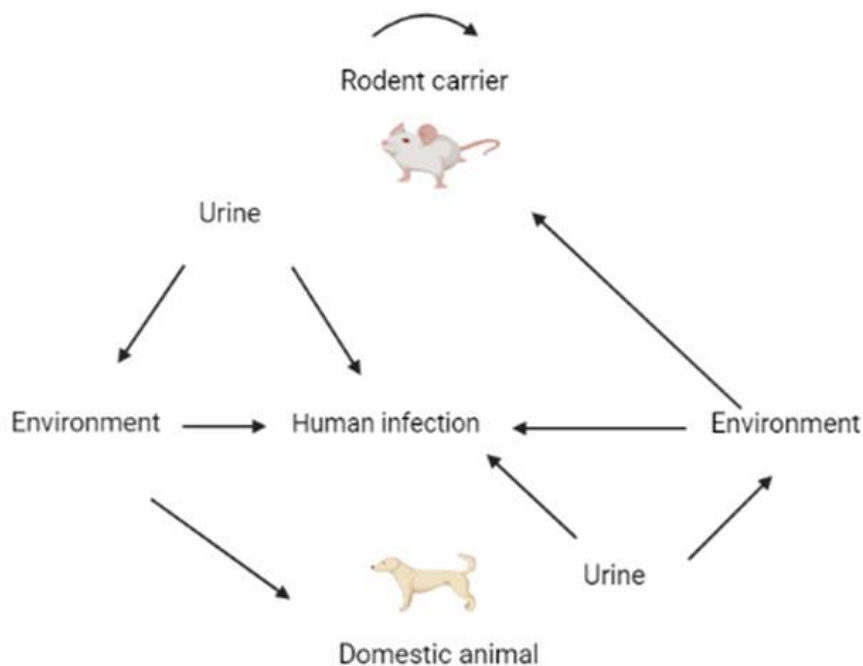 Rodent carrier
Urine
Environment
Human infection
Environment
Urine
Domestic animal